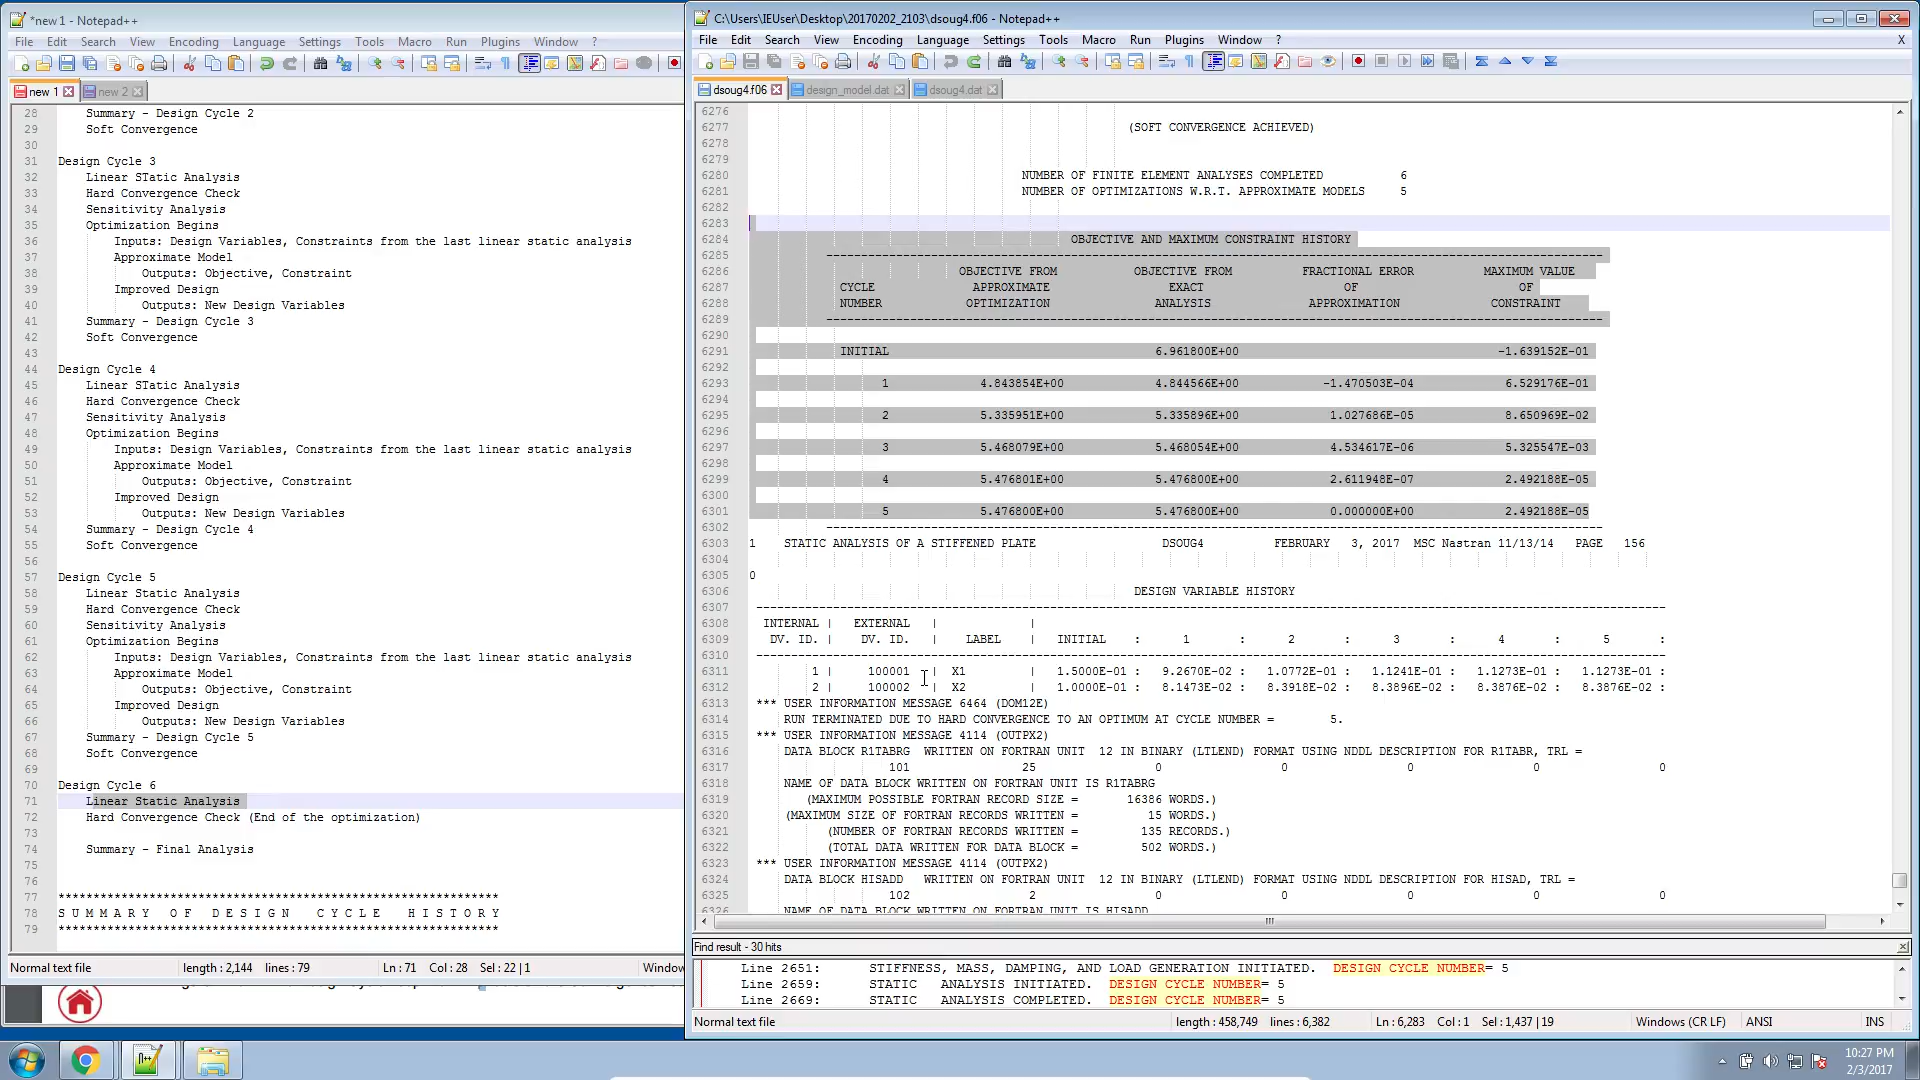 *new 1 - Notepad++
File Edit Search View Encoding Language Settings Tools Macro Run Plugins Window ?
new 1 new 2
28 Summary - Design Cycle 2
29 Soft Convergence
30
31 Design Cycle 3
32 Linear STatic Analysis
33 Hard Convergence Check
34 Sensitivity Analysis
35 Optimization Begins
36 Inputs: Design Variables, Constraints from the last linear static analysis
37 Approximate Model
38 Outputs: Objective, Constraint
39 Improved Design
40 Outputs: New Design Variables
41 Summary - Design Cycle 3
42 Soft Convergence
43
44 Design Cycle 4
45 Linear STatic Analysis
46 Hard Convergence Check
47 Sensitivity Analysis
48 Optimization Begins
49 Inputs: Design Variables, Constraints from the last linear static analysis
50 Approximate Model
51 Outputs: Objective, Constraint
52 Improved Design
53 Outputs: New Design Variables
54 Summary - Design Cycle 4
55 Soft Convergence
56
57 Design Cycle 5
58 Linear Static Analysis
59 Hard Convergence Check
60 Sensitivity Analysis
61 Optimization Begins
62 Inputs: Design Variables, Constraints from the last linear static analysis
63 Approximate Model
64 Outputs: Objective, Constraint
65 Improved Design
66 Outputs: New Design Variables
67 Summary - Design Cycle 5
68 Soft Convergence
69
70 Design Cycle 6
71 Linear Static Analysis
72 Hard Convergence Check (End of the optimization)
73
74 Summary - Final Analysis
75
76
77 ***************************************************************
78 S U M M A R Y   O F   D E S I G N   C Y C L E   H I S T O R Y
79 ***************************************************************
Normal text file length : 2,144 lines : 79 Ln : 71 Col : 28 Sel : 22 | 1 Window
C:\Users\IEUser\Desktop\20170202_2103\dsoug4.f06 - Notepad++
File Edit Search View Encoding Language Settings Tools Macro Run Plugins Window ? X
dsoug4.f06 design_model.dat dsoug4.dat
6276
6277 (SOFT CONVERGENCE ACHIEVED)
6278
6279
6280 NUMBER OF FINITE ELEMENT ANALYSES COMPLETED 6
6281 NUMBER OF OPTIMIZATIONS W.R.T. APPROXIMATE MODELS 5
6282
6283
6284 OBJECTIVE AND MAXIMUM CONSTRAINT HISTORY
6285 ---------------------------------------------------------------
6286 OBJECTIVE FROM OBJECTIVE FROM FRACTIONAL ERROR MAXIMUM VALUE
6287 CYCLE APPROXIMATE EXACT OF OF
6288 NUMBER OPTIMIZATION ANALYSIS APPROXIMATION CONSTRAINT
6289 ---------------------------------------------------------------
6290
6291 INITIAL 6.961800E+00 -1.639152E-01
6292
6293 1 4.843854E+00 4.844566E+00 -1.470503E-04 6.529176E-01
6294
6295 2 5.335951E+00 5.335896E+00 1.027686E-05 8.650969E-02
6296
6297 3 5.468079E+00 5.468054E+00 4.534617E-06 5.325547E-03
6298
6299 4 5.476801E+00 5.476800E+00 2.611948E-07 2.492188E-05
6300
6301 5 5.476800E+00 5.476800E+00 0.000000E+00 2.492188E-05
6302 ---------------------------------------------------------------
6303 1 STATIC ANALYSIS OF A STIFFENED PLATE DSOUG4 FEBRUARY 3, 2017 MSC Nastran 11/13/14 PAGE 156
6304
6305 0
6306 DESIGN VARIABLE HISTORY
6307 ---------------------------------------------------------------
6308 INTERNAL | EXTERNAL | |
6309 DV. ID. | DV. ID. | LABEL | INITIAL : 1 : 2 : 3 : 4 : 5 :
6310 ---------------------------------------------------------------
6311 1 | 100001 | X1 | 1.5000E-01 : 9.2670E-02 : 1.0772E-01 : 1.1241E-01 : 1.1273E-01 : 1.1273E-01 :
6312 2 | 100002 | X2 | 1.0000E-01 : 8.1473E-02 : 8.3918E-02 : 8.3896E-02 : 8.3876E-02 : 8.3876E-02 :
6313 *** USER INFORMATION MESSAGE 6464 (DOM12E)
6314 RUN TERMINATED DUE TO HARD CONVERGENCE TO AN OPTIMUM AT CYCLE NUMBER = 5.
6315 *** USER INFORMATION MESSAGE 4114 (OUTPX2)
6316 DATA BLOCK R1TABRG WRITTEN ON FORTRAN UNIT 12 IN BINARY (LTLEND) FORMAT USING NDDL DESCRIPTION FOR R1TABR, TRL =
6317 101 25 0 0 0 0 0
6318 NAME OF DATA BLOCK WRITTEN ON FORTRAN UNIT IS R1TABRG
6319 (MAXIMUM POSSIBLE FORTRAN RECORD SIZE = 16386 WORDS.)
6320 (MAXIMUM SIZE OF FORTRAN RECORDS WRITTEN = 15 WORDS.)
6321 (NUMBER OF FORTRAN RECORDS WRITTEN = 135 RECORDS.)
6322 (TOTAL DATA WRITTEN FOR DATA BLOCK = 502 WORDS.)
6323 *** USER INFORMATION MESSAGE 4114 (OUTPX2)
6324 DATA BLOCK HISADD WRITTEN ON FORTRAN UNIT 12 IN BINARY (LTLEND) FORMAT USING NDDL DESCRIPTION FOR HISAD, TRL =
6325 102 2 0 0 0 0 0
6326 NAME OF DATA BLOCK WRITTEN ON FORTRAN UNIT IS HISADD
Find result - 30 hits
Line 2651: STIFFNESS, MASS, DAMPING, AND LOAD GENERATION INITIATED. DESIGN CYCLE NUMBER= 5
Line 2659: STATIC ANALYSIS INITIATED. DESIGN CYCLE NUMBER= 5
Line 2669: STATIC ANALYSIS COMPLETED. DESIGN CYCLE NUMBER= 5
Normal text file length : 458,749 lines : 6,382 Ln : 6,283 Col : 1 Sel : 1,437 | 19 Windows (CR LF) ANSI INS
10:27 PM
2/3/2017